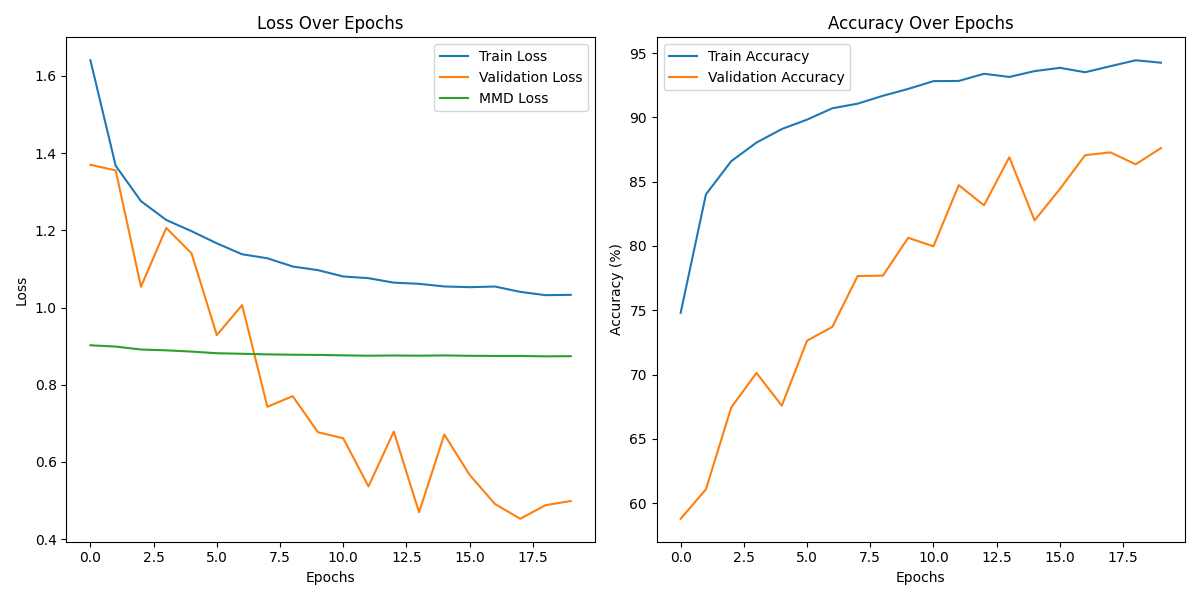 Loss Over Epochs
Train Loss
Validation Loss
MMD Loss
1.6
1.4
1.2
1.0
0.8
0.6
0.4
Loss
0.0
2.5
5.0
7.5
10.0
12.5
15.0
17.5
Epochs
Accuracy Over Epochs
Train Accuracy
Validation Accuracy
95
90
85
80
75
70
65
60
Accuracy (%)
0.0
2.5
5.0
7.5
10.0
12.5
15.0
17.5
Epochs